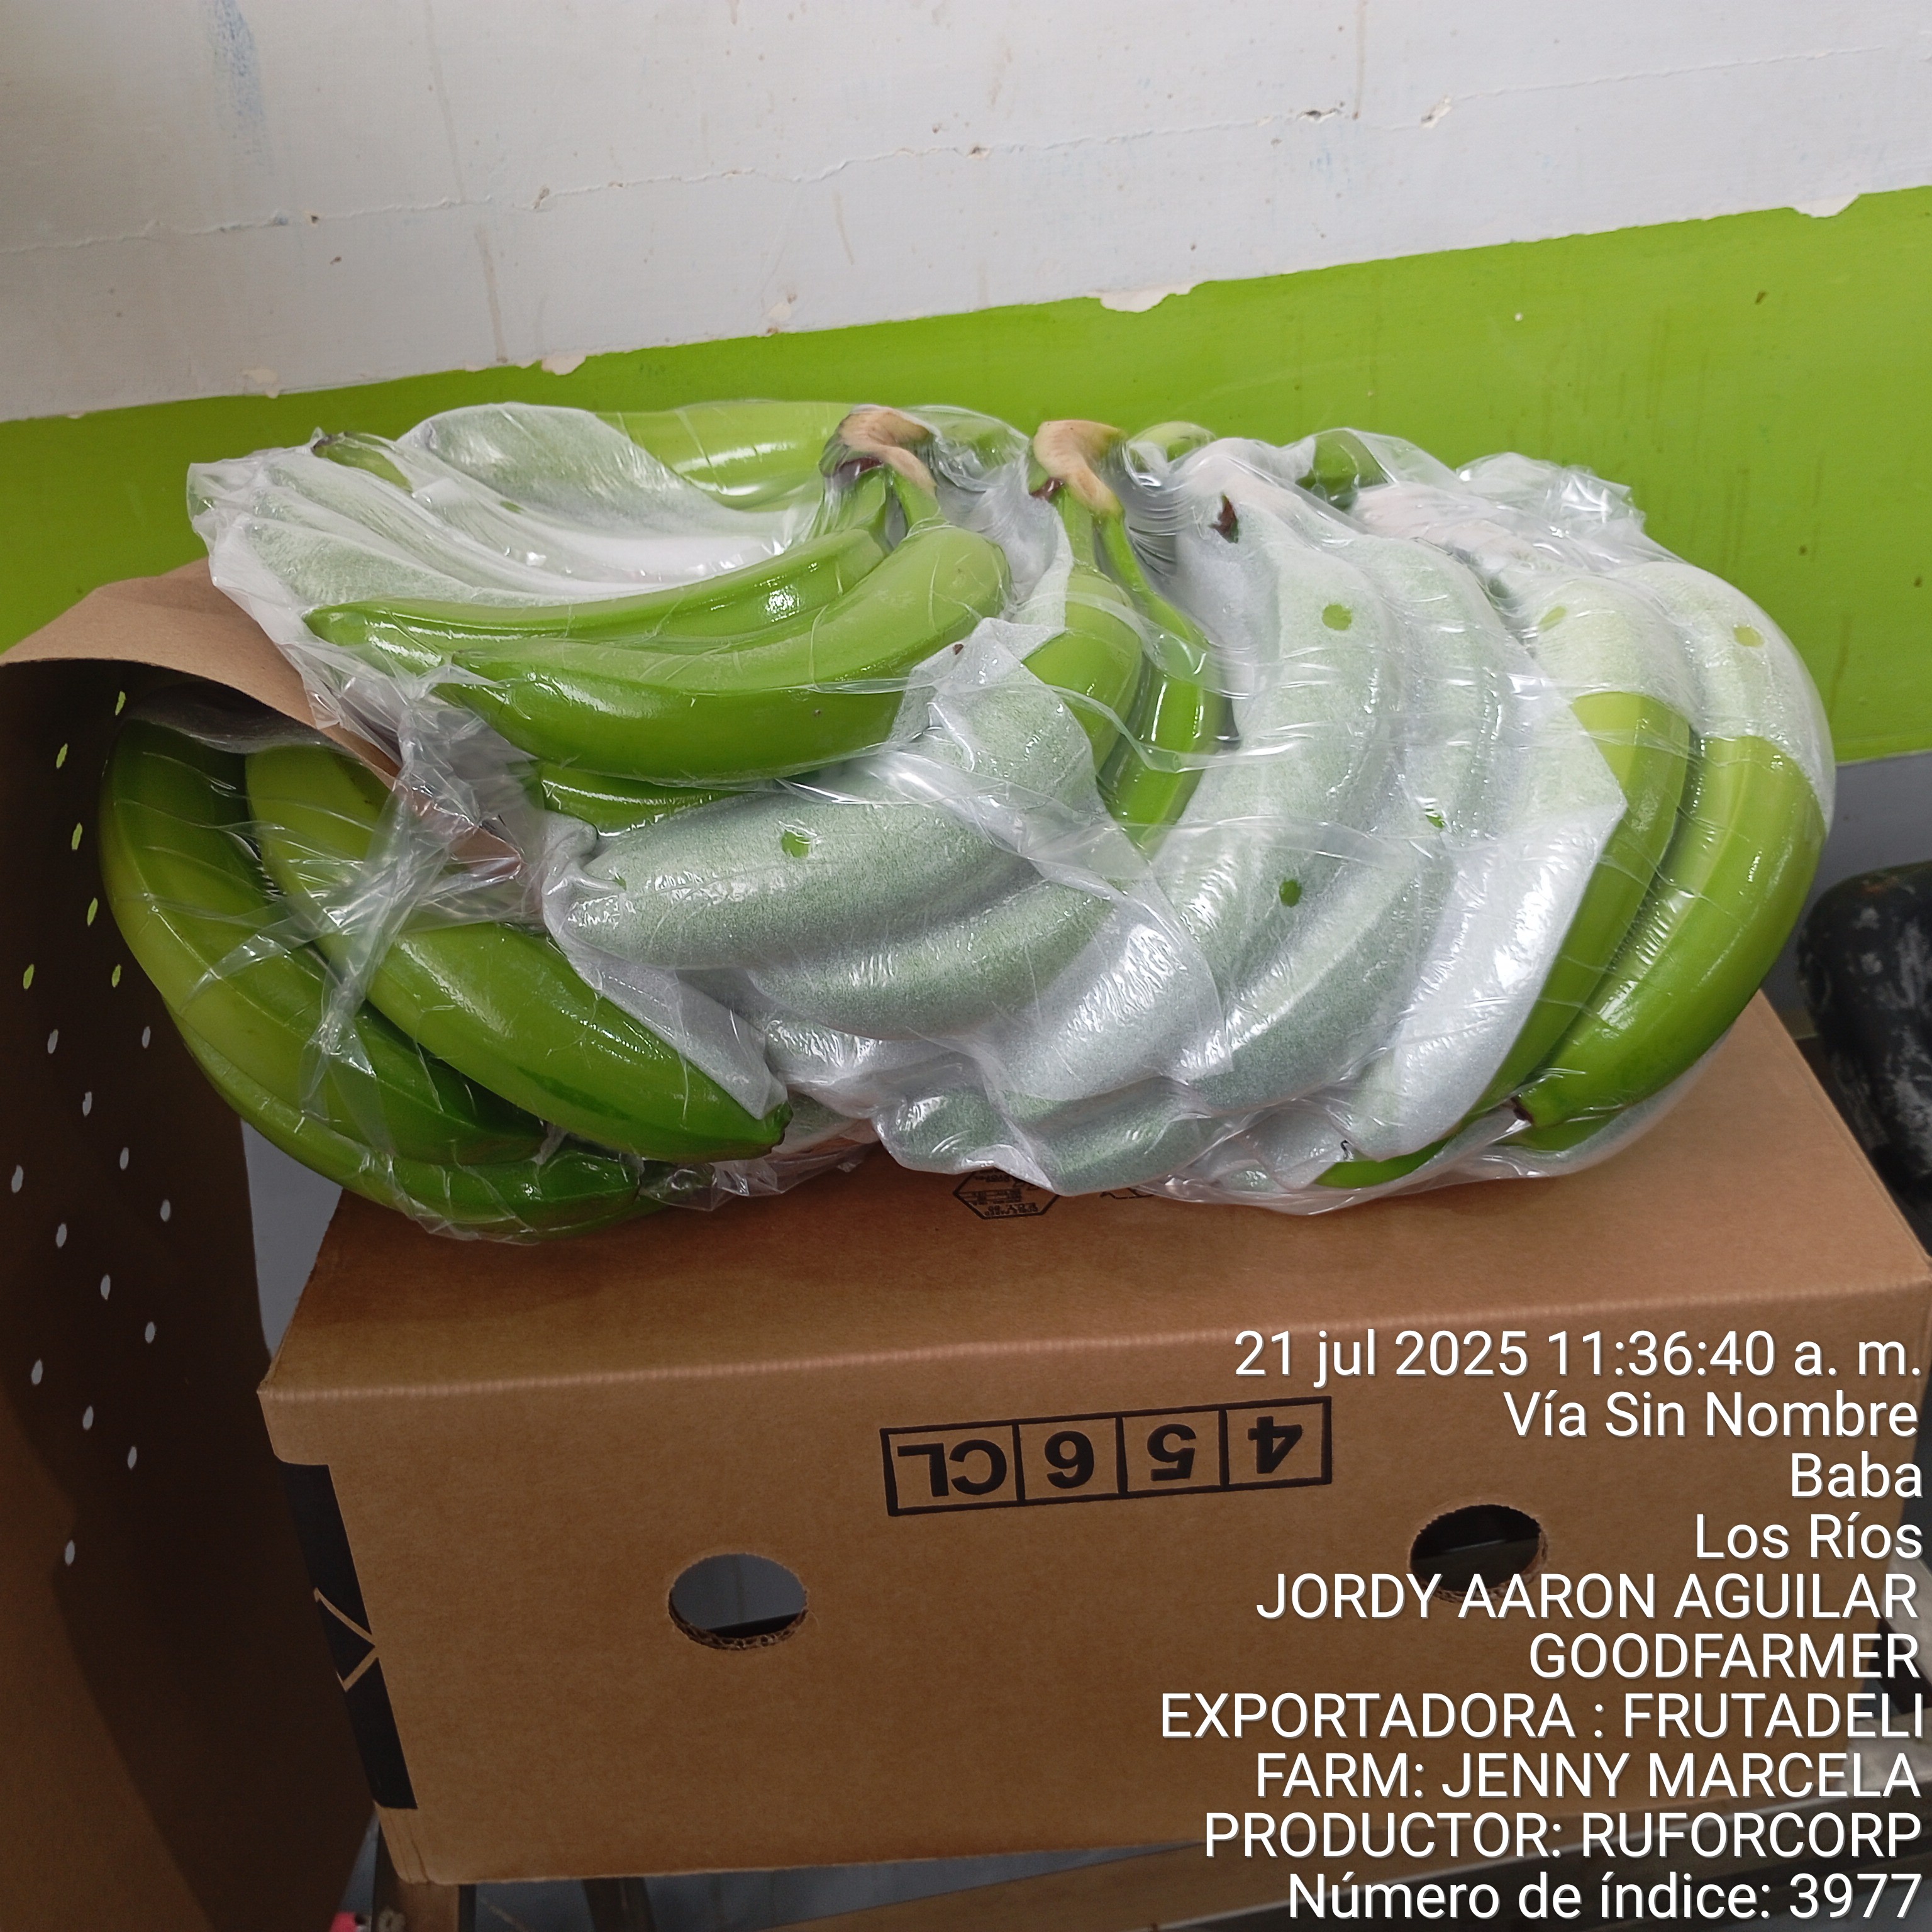 4 5 6 CL
21 jul 2025 11:36:40 a. m.
Vía Sin Nombre
Baba
Los Ríos
JORDY AARON AGUILAR
GOODFARMER
EXPORTADORA : FRUTADELI
FARM: JENNY MARCELA
PRODUCTOR: RUFORCORP
Número de índice: 3977